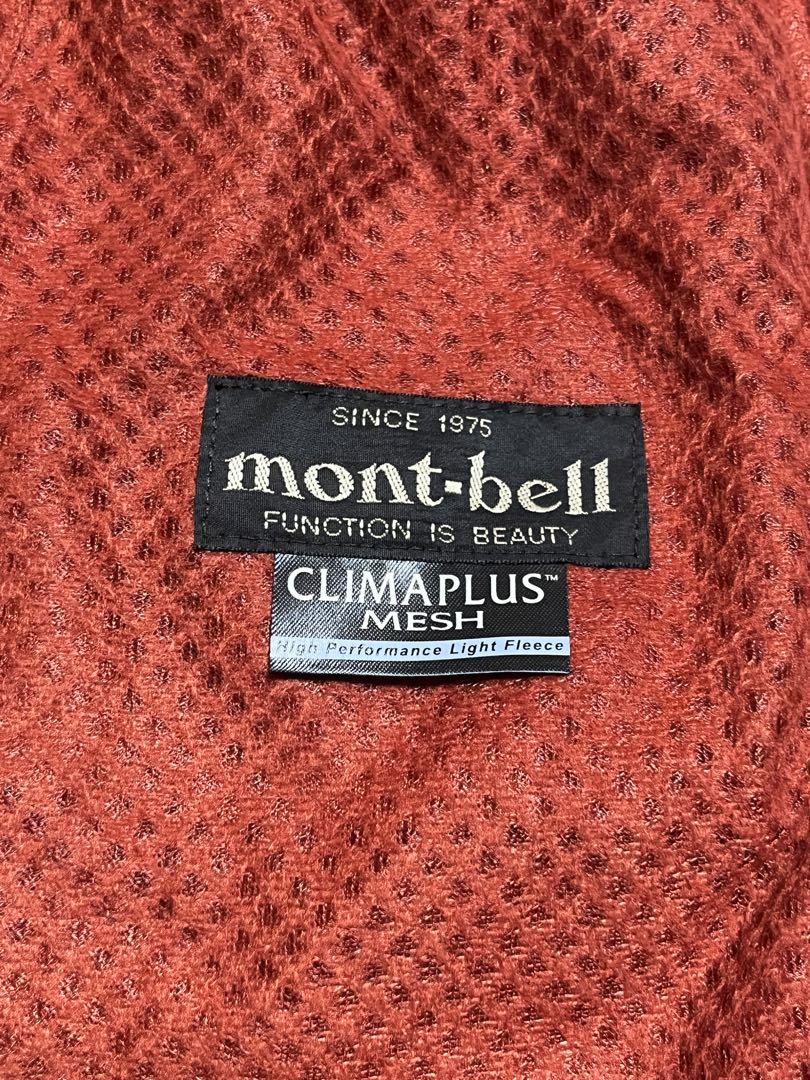 SINCE 1975
mont-bell
FUNCTION IS BEAUTY
CLIMAPLUS™
MESH
High Performance Light Fleece